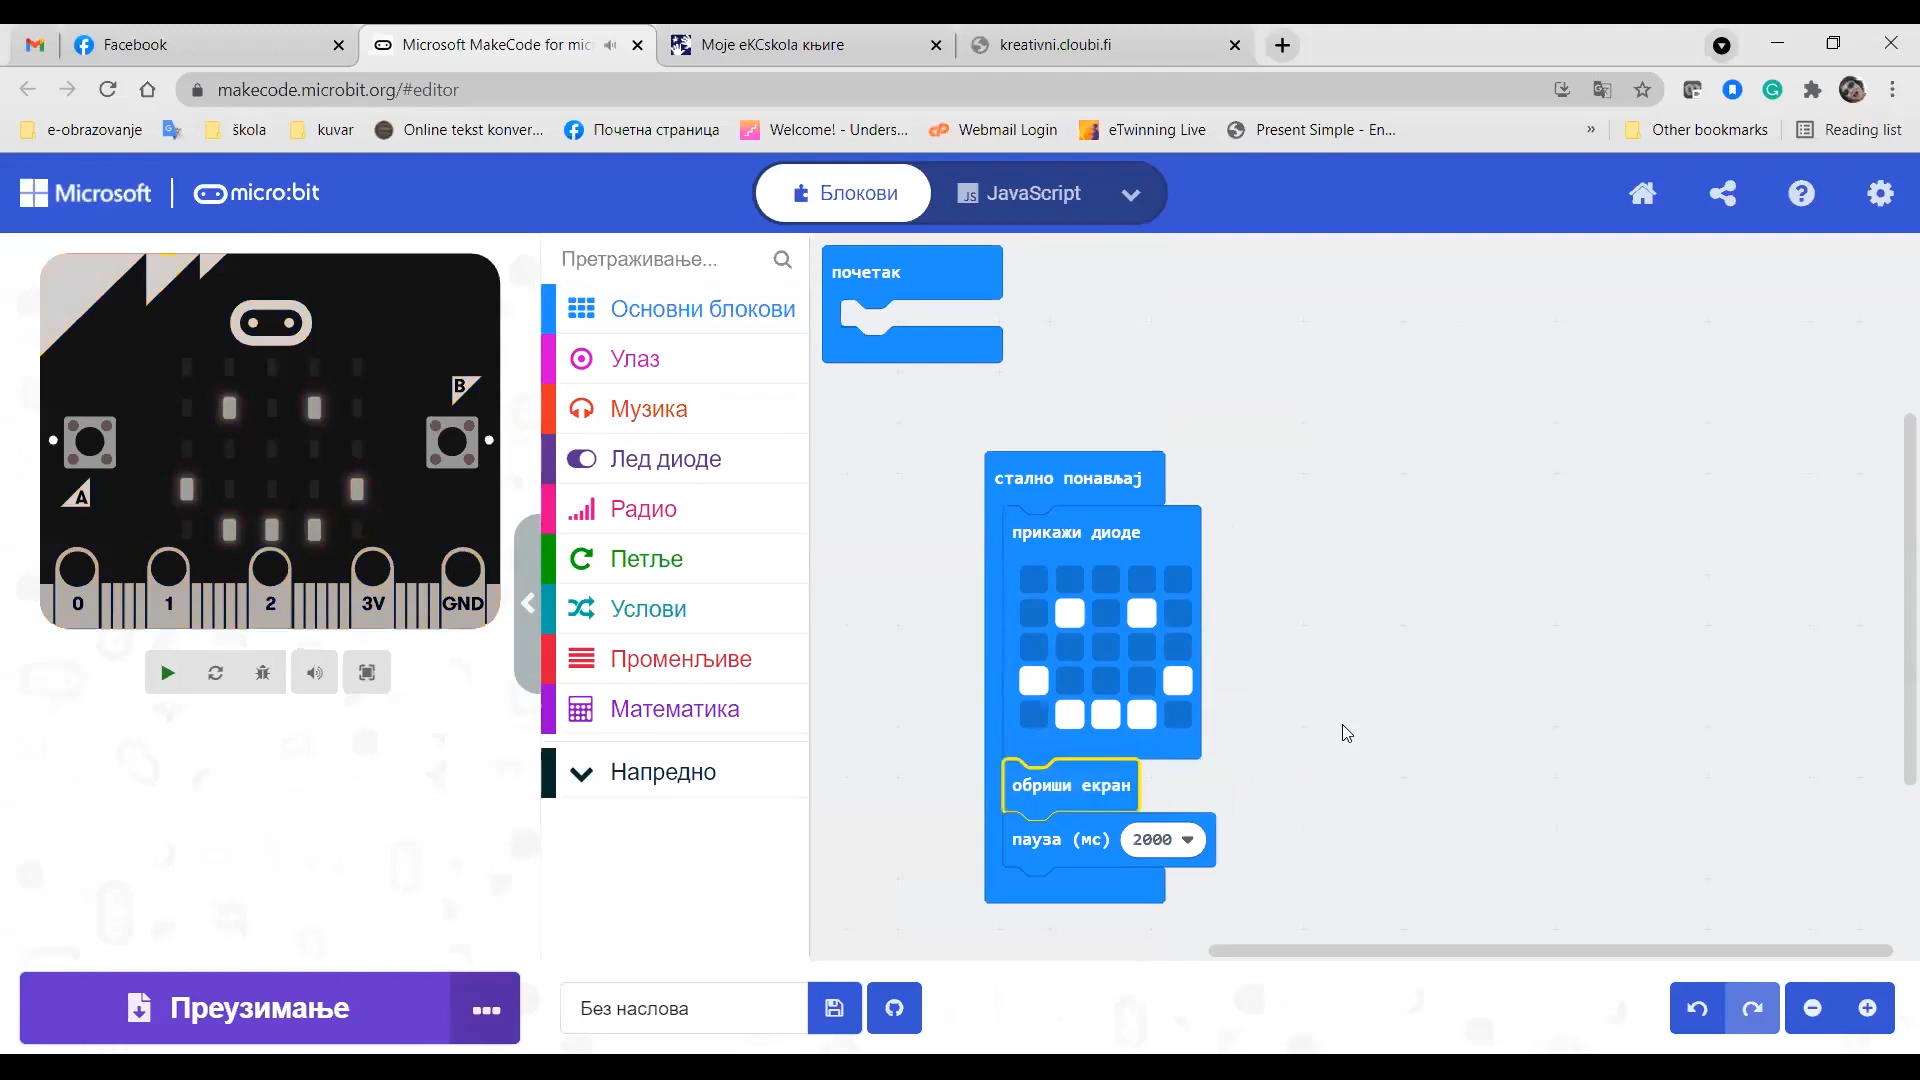 Facebook
Microsoft MakeCode for mic
Moje eKCskola књиге
kreativni.cloubi.fi
makecode.microbit.org/#editor
e-obrazovanje
škola
kuvar
Online tekst konver...
Почетна страница
Welcome! - Unders...
Webmail Login
eTwinning Live
Present Simple - En...
»
Other bookmarks
Reading list
Microsoft
micro:bit
Блокови
JS JavaScript
B
A
0 1 2 3V GND
Претраживање...
Основни блокови
Улаз
Музика
Лед диоде
Радио
Петље
Услови
Променљиве
Математика
Напредно
почетак
стално понављај
прикажи диоде
обриши екран
пауза (мс) 2000
Преузимање
Без наслова